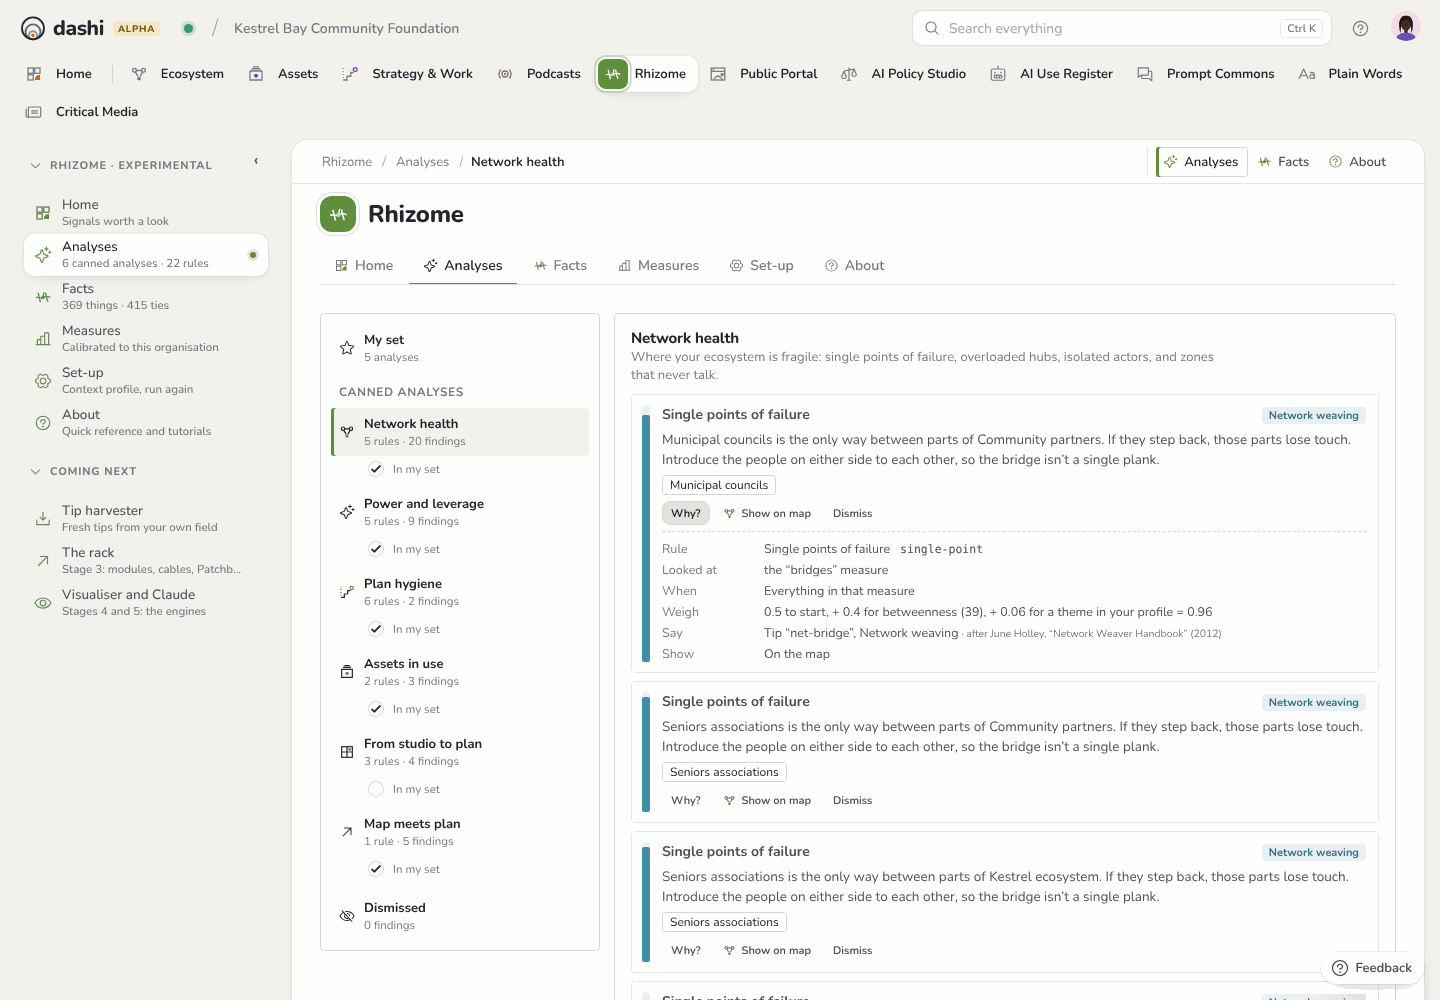 dashi ALPHA / Kestrel Bay Community Foundation
Search everything Ctrl K
Home Ecosystem Assets Strategy & Work Podcasts Rhizome Public Portal AI Policy Studio AI Use Register Prompt Commons Aa Plain Words
Critical Media
RHIZOME · EXPERIMENTAL
Home
Signals worth a look
Analyses
6 canned analyses · 22 rules
Facts
369 things · 415 ties
Measures
Calibrated to this organisation
Set-up
Context profile, run again
About
Quick reference and tutorials
COMING NEXT
Tip harvester
Fresh tips from your own field
The rack
Stage 3: modules, cables, Patchb...
Visualiser and Claude
Stages 4 and 5: the engines
Rhizome / Analyses / Network health
Analyses Facts About
Rhizome
Home Analyses Facts Measures Set-up About
My set
5 analyses
CANNED ANALYSES
Network health
5 rules · 20 findings
In my set
Power and leverage
5 rules · 9 findings
In my set
Plan hygiene
6 rules · 2 findings
In my set
Assets in use
2 rules · 3 findings
In my set
From studio to plan
3 rules · 4 findings
In my set
Map meets plan
1 rule · 5 findings
In my set
Dismissed
0 findings
Network health
Where your ecosystem is fragile: single points of failure, overloaded hubs, isolated actors, and zones
that never talk.
Single points of failure Network weaving
Municipal councils is the only way between parts of Community partners. If they step back, those parts lose touch.
Introduce the people on either side to each other, so the bridge isn't a single plank.
Municipal councils
Why? Show on map Dismiss
Rule Single points of failure single-point
Looked at the “bridges” measure
When Everything in that measure
Weigh 0.5 to start, + 0.4 for betweenness (39), + 0.06 for a theme in your profile = 0.96
Say Tip “net-bridge”, Network weaving · after June Holley, “Network Weaver Handbook” (2012)
Show On the map
Single points of failure Network weaving
Seniors associations is the only way between parts of Community partners. If they step back, those parts lose touch.
Introduce the people on either side to each other, so the bridge isn't a single plank.
Seniors associations
Why? Show on map Dismiss
Single points of failure Network weaving
Seniors associations is the only way between parts of Kestrel ecosystem. If they step back, those parts lose touch.
Introduce the people on either side to each other, so the bridge isn't a single plank.
Seniors associations
Why? Show on map Dismiss
Feedback
Single points of failure Network weaving